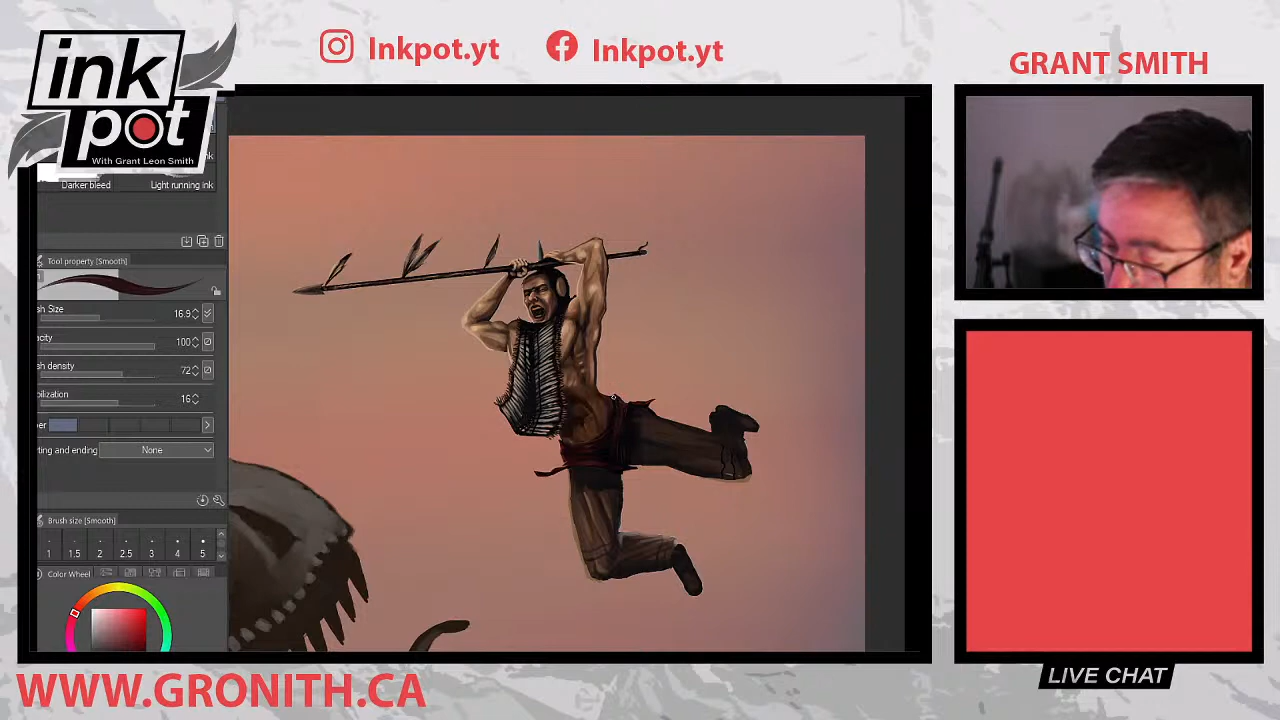 ink
pot
With Grant Leon Smith
Inkpot.yt
Inkpot.yt
GRANT SMITH
Darker bleed
Light running ink
Tool property [Smooth]
16.9
100
72
16
None
Brush size [Smooth]
1 1.5 2 2.5 3 4 5
Color Wheel
WWW.GRONITH.CA
LIVE CHAT